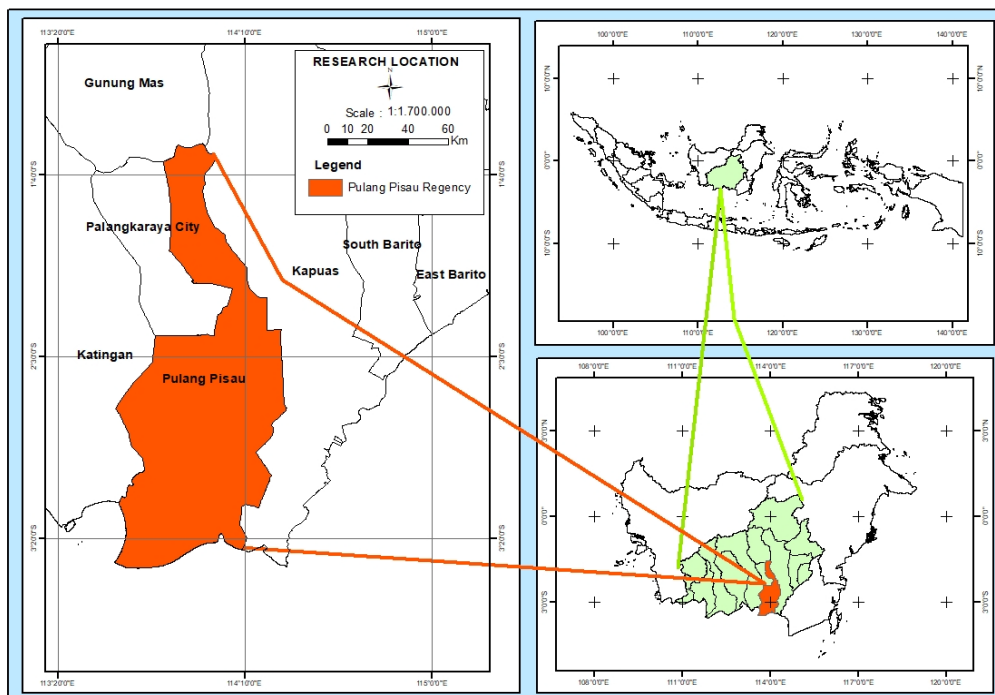 113°20'0"E 114°10'0"E 115°0'0"E
RESEARCH LOCATION
N
Scale : 1:1.700.000
0 10 20 40 60
Km
Legend
Pulang Pisau Regency
Gunung Mas
1°40'0"S 1°40'0"S
Palangkaraya City
South Barito
Kapuas
East Barito
Katingan
2°30'0"S 2°30'0"S
Pulang Pisau
3°20'0"S 3°20'0"S
113°20'0"E 114°10'0"E 115°0'0"E
100°0'0"E 110°0'0"E 120°0'0"E 130°0'0"E 140°0'0"E
10°0'0"N 10°0'0"N
0°0'0" 0°0'0"
10°0'0"S 10°0'0"S
100°0'0"E 110°0'0"E 120°0'0"E 130°0'0"E 140°0'0"E
108°0'0"E 111°0'0"E 114°0'0"E 117°0'0"E 120°0'0"E
3°0'0"N 3°0'0"N
0°0'0" 0°0'0"
3°0'0"S 3°0'0"S
108°0'0"E 111°0'0"E 114°0'0"E 117°0'0"E 120°0'0"E